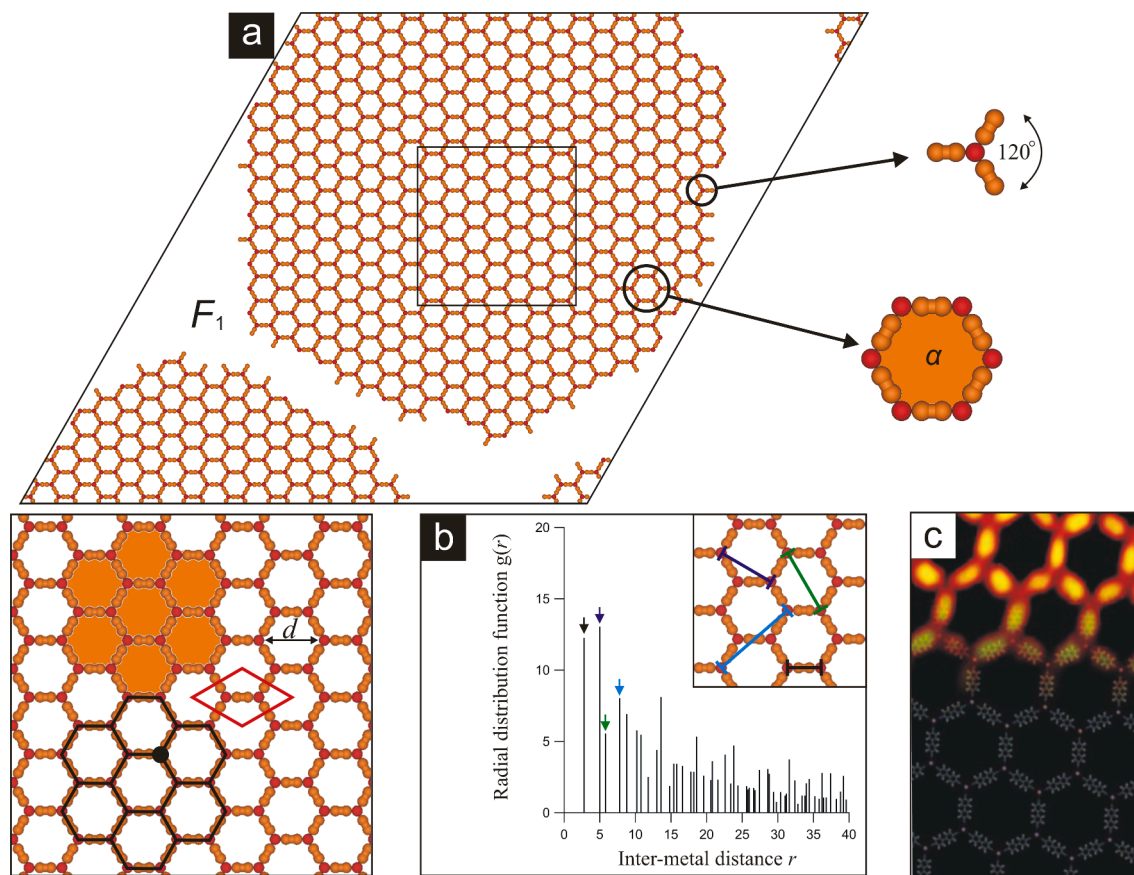 a
120°
F₁
α
d
b
Radial distribution function g(r)
20
15
10
5
0
0 5 10 15 20 25 30 35 40
Inter-metal distance r
c